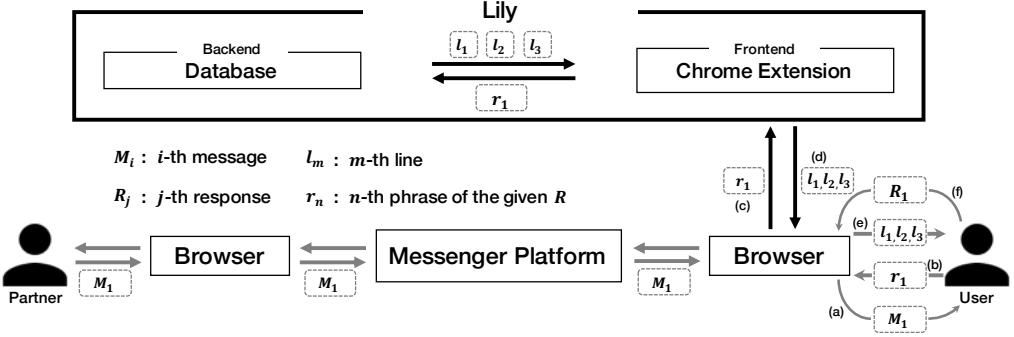 Lily
Backend
Database
l₁ l₂ l₃
r₁
Frontend
Chrome Extension
Mᵢ : i-th message
lₘ : m-th line
Rⱼ : j-th response
rₙ : n-th phrase of the given R
r₁
(c)
(d)
l₁,l₂,l₃
R₁
(f)
(e)
l₁,l₂,l₃
(b)
r₁
(a)
M₁
Partner
M₁
Browser
M₁
Messenger Platform
M₁
Browser
User